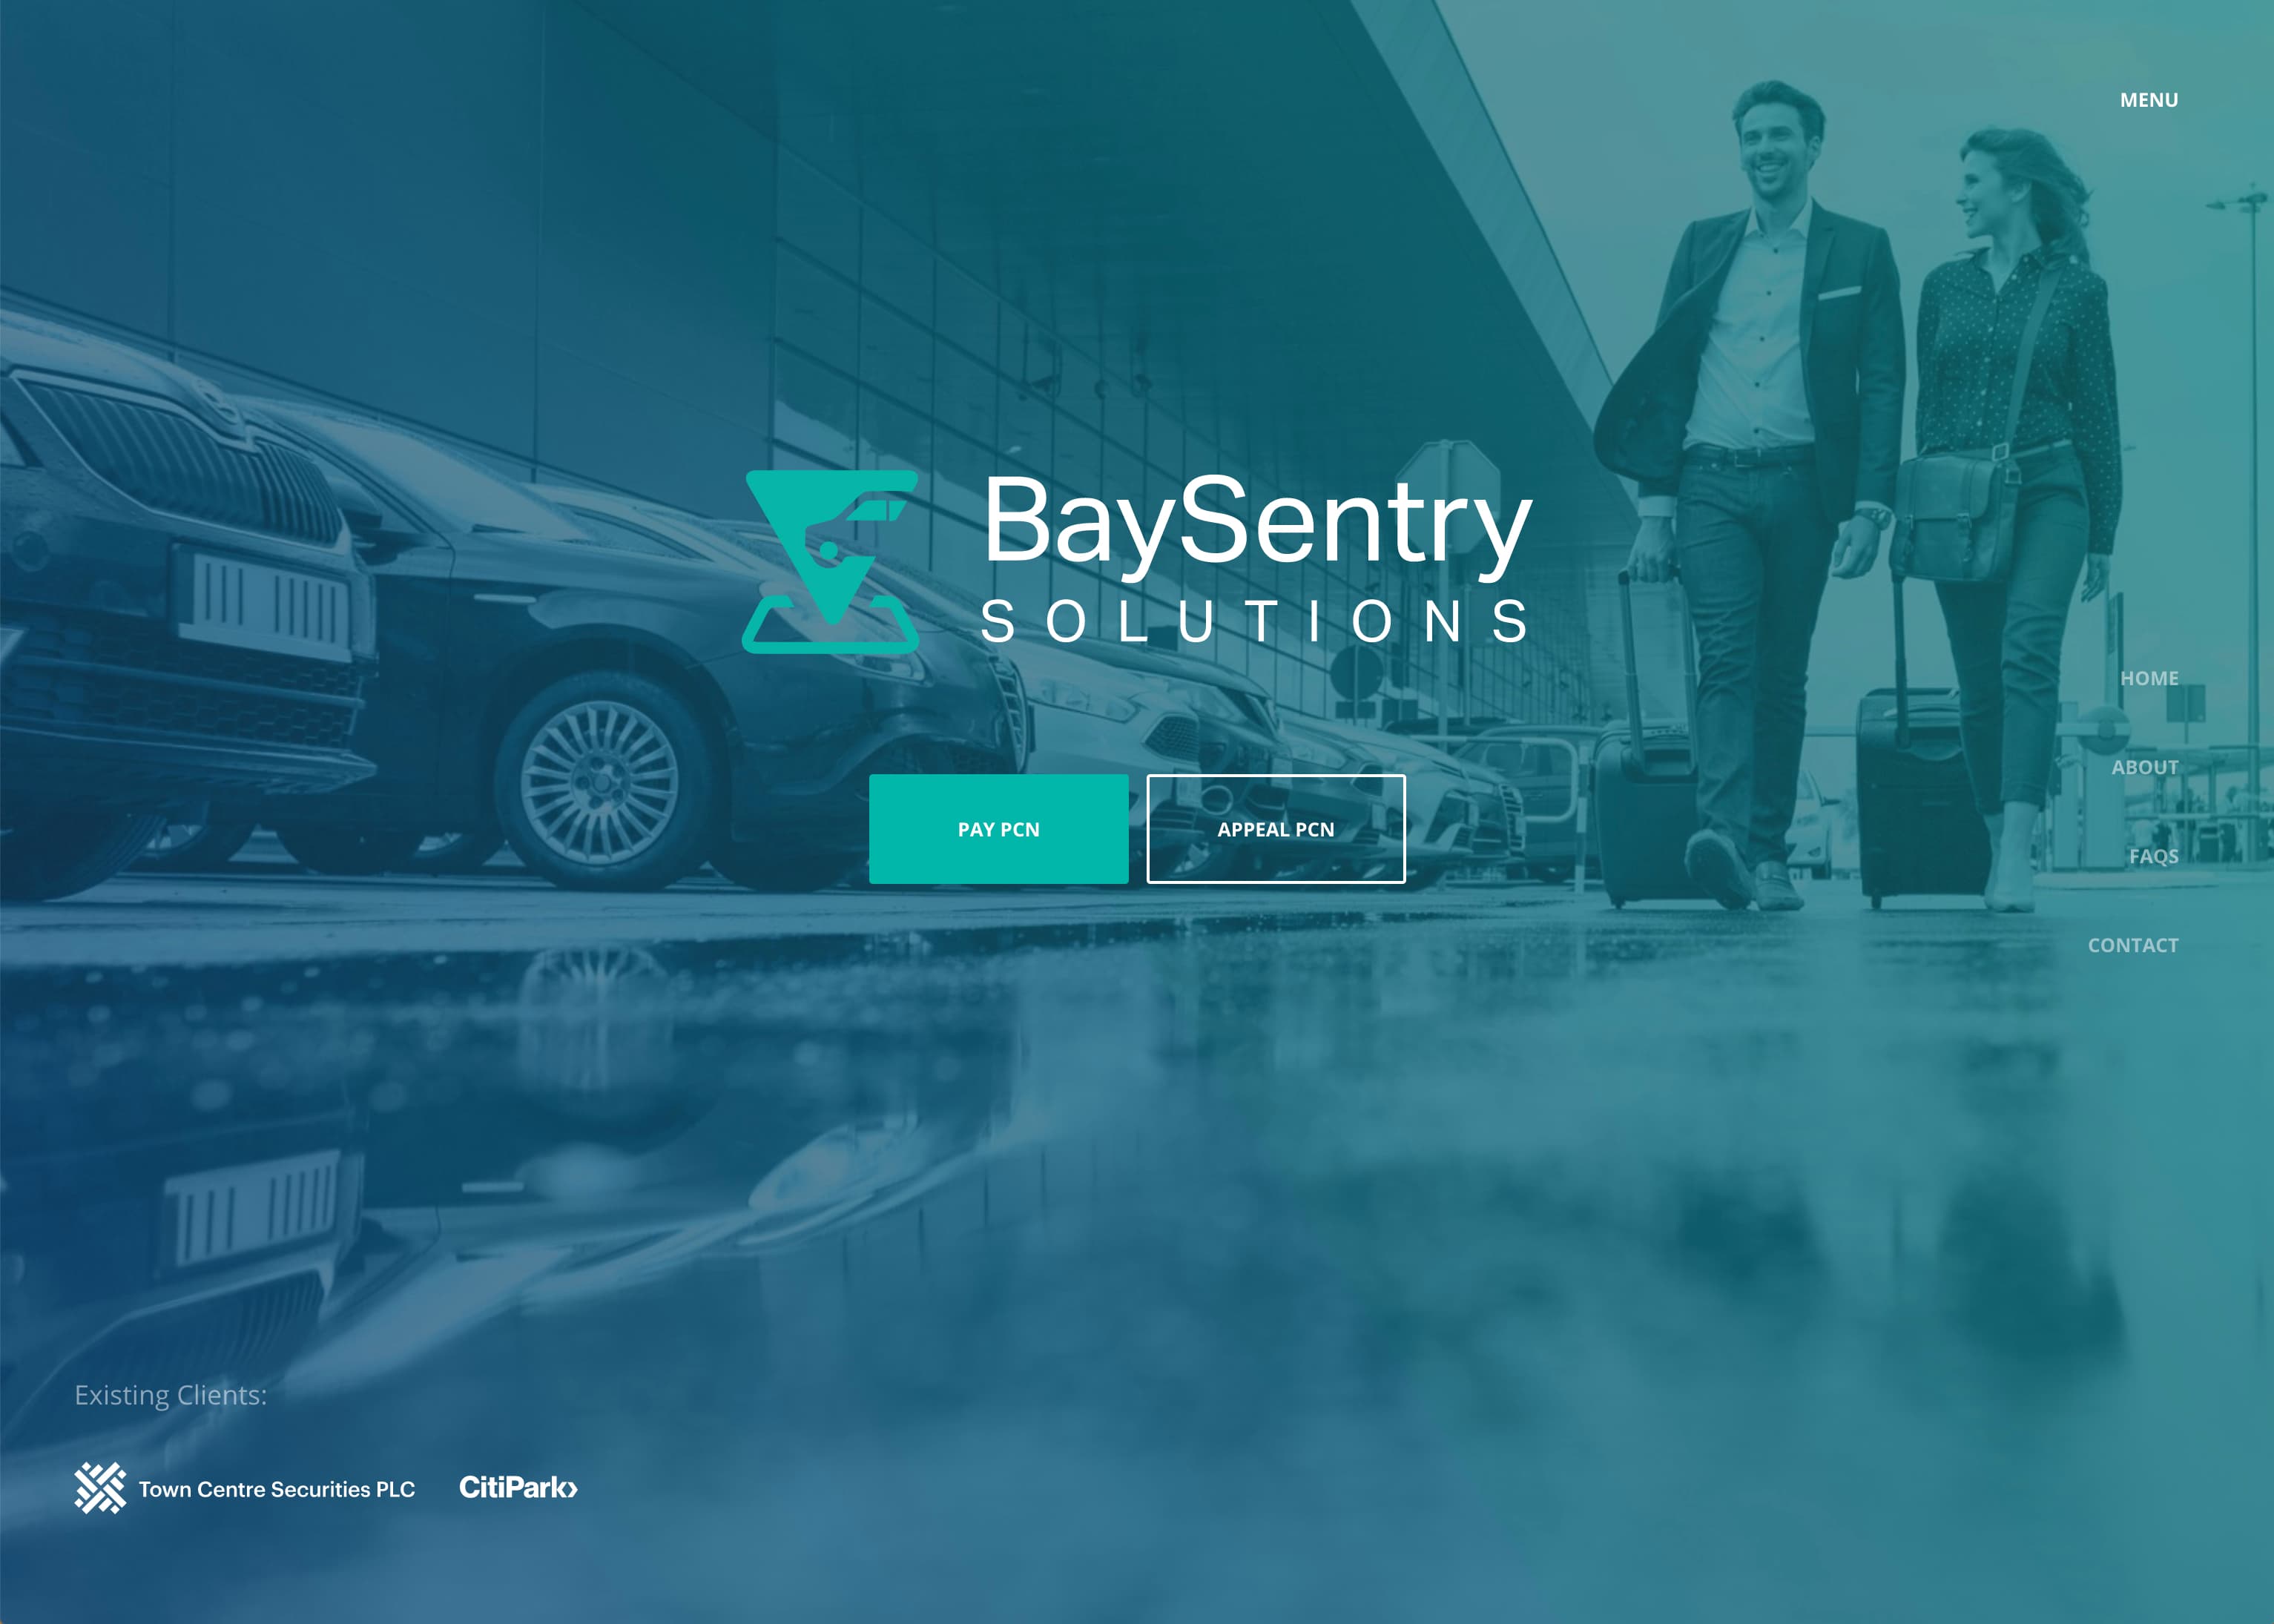 MENU
BaySentry
SOLUTIONS
HOME
ABOUT
PAY PCN
APPEAL PCN
FAQS
CONTACT
Existing Clients:
Town Centre Securities PLC
CitiPark